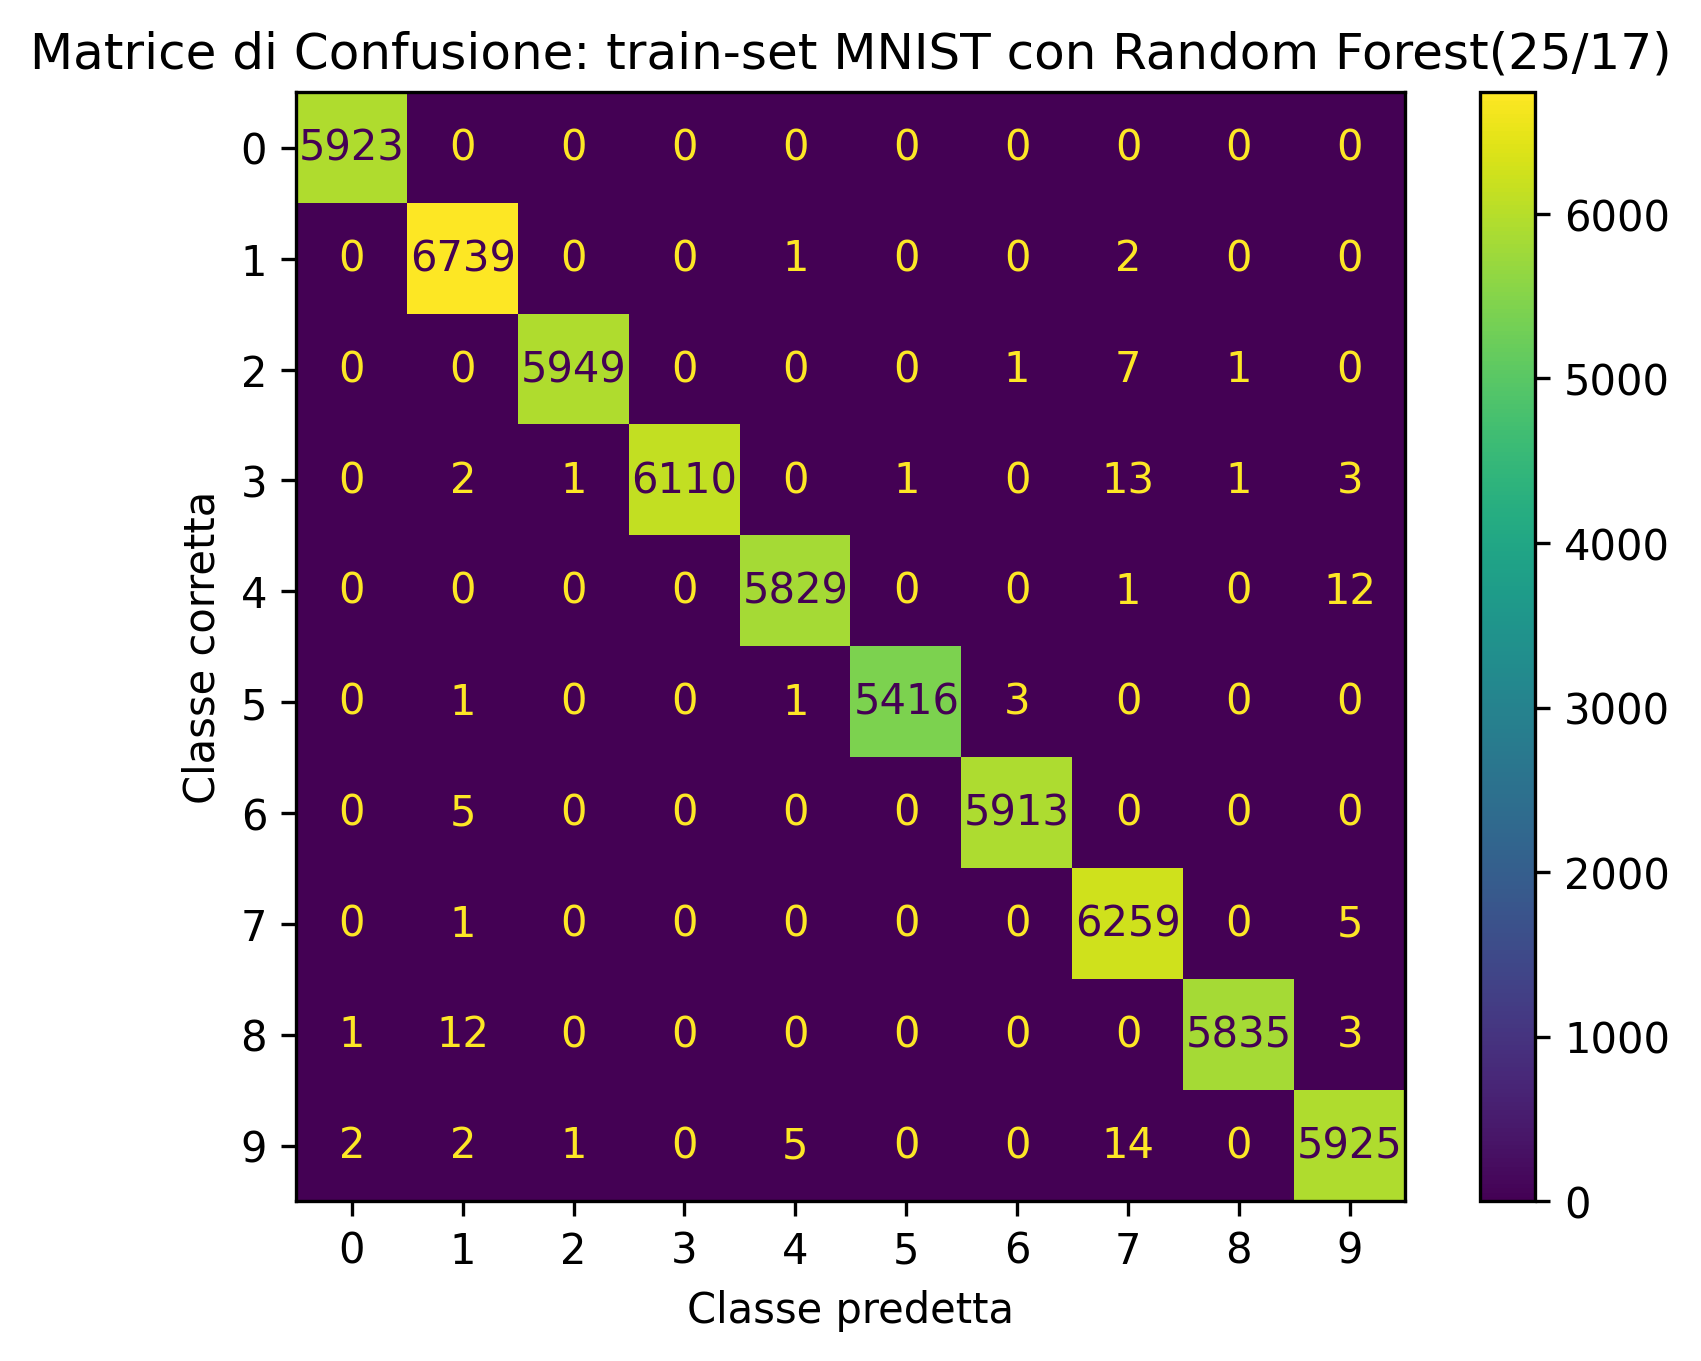 Matrice di Confusione: train-set MNIST con Random Forest(25/17)
0 5923 0 0 0 0 0 0 0 0 0
1 0 6739 0 0 1 0 0 2 0 0
2 0 0 5949 0 0 0 1 7 1 0
3 0 2 1 6110 0 1 0 13 1 3
4 0 0 0 0 5829 0 0 1 0 12
5 0 1 0 0 1 5416 3 0 0 0
6 0 5 0 0 0 0 5913 0 0 0
7 0 1 0 0 0 0 0 6259 0 5
8 1 12 0 0 0 0 0 0 5835 3
9 2 2 1 0 5 0 0 14 0 5925
0 1 2 3 4 5 6 7 8 9
Classe predetta
Classe corretta
6000
5000
4000
3000
2000
1000
0